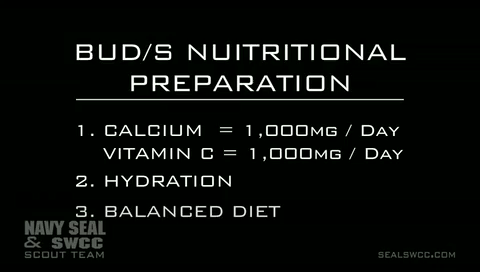 BUD/S NUITRITIONAL
PREPARATION
1. CALCIUM = 1,000MG / DAY
VITAMIN C = 1,000MG / DAY
2. HYDRATION
3. BALANCED DIET
NAVY SEAL
& SWCC
SCOUT TEAM
SEALSWCC.COM